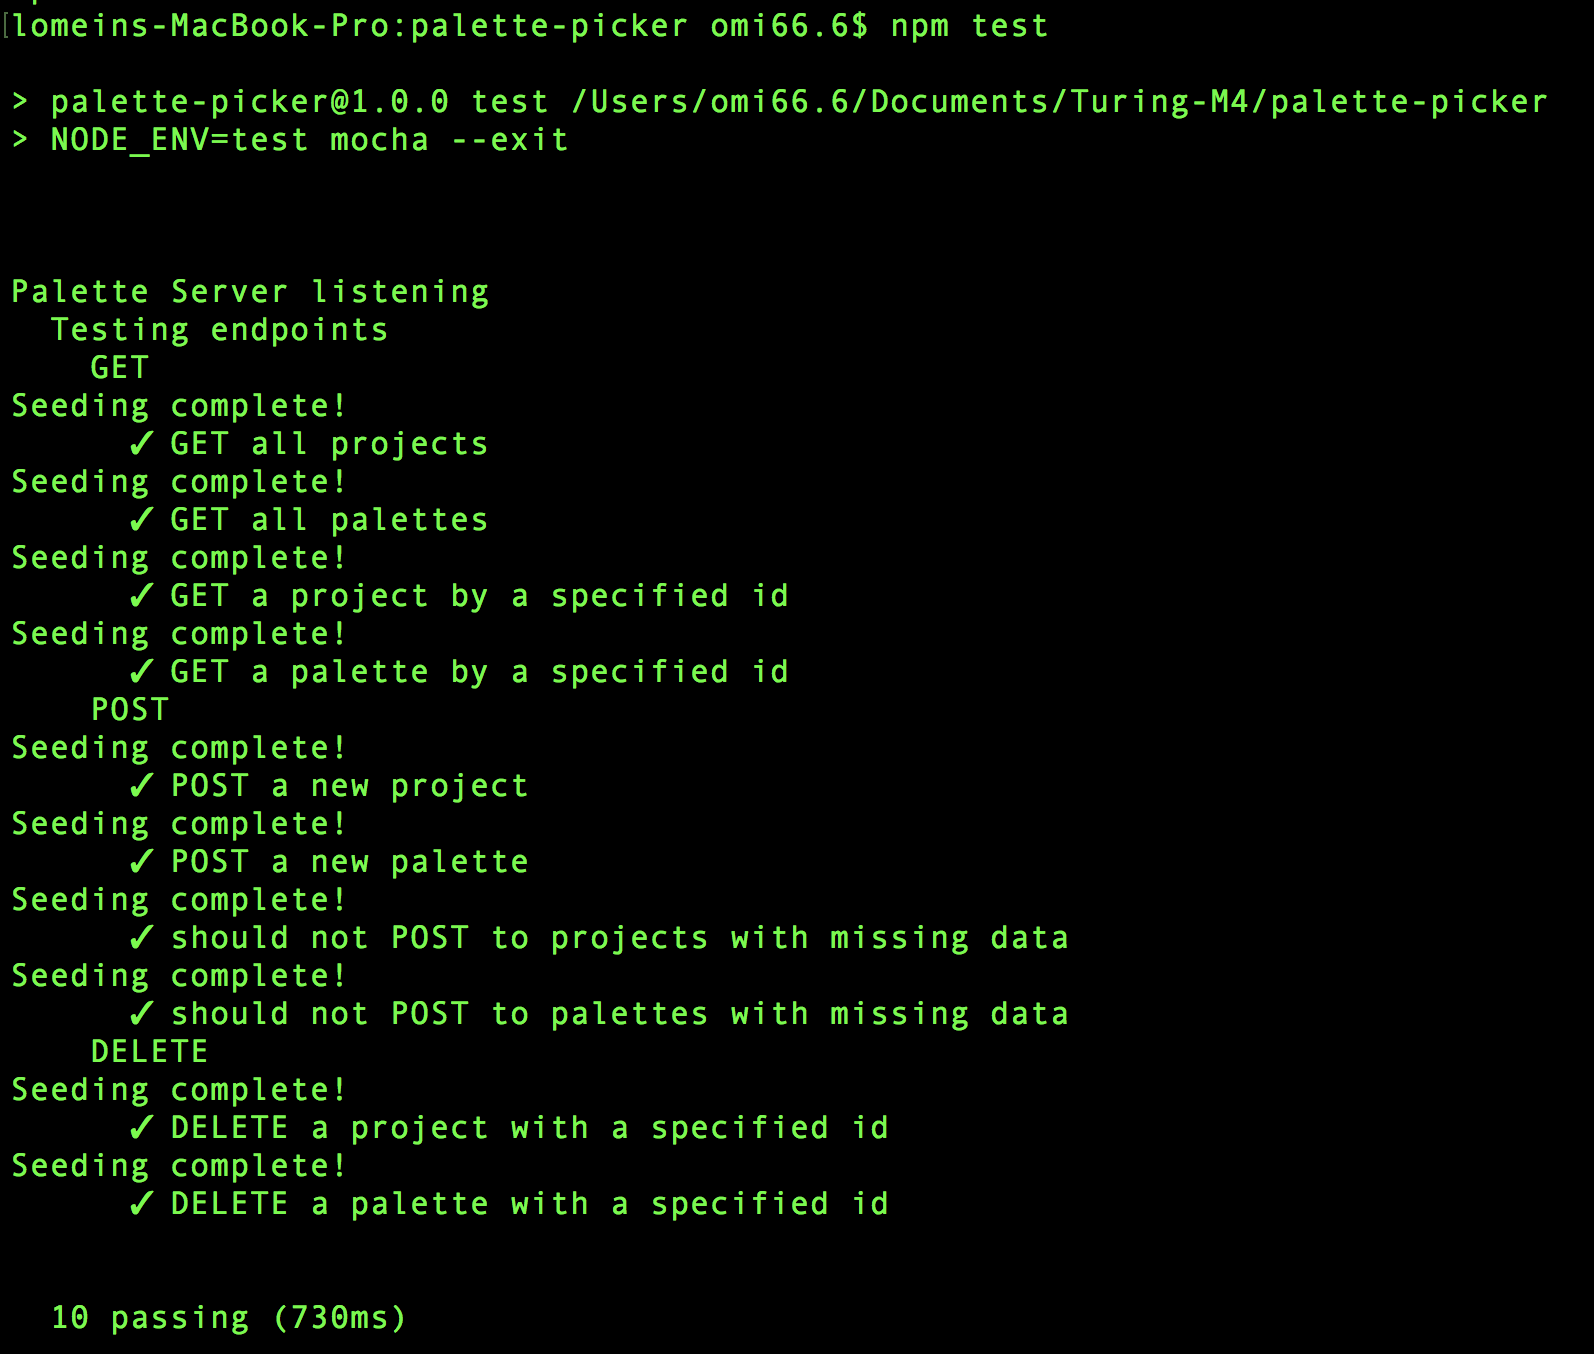 lomeins-MacBook-Pro:palette-picker omi66.6$ npm test
> palette-picker@1.0.0 test /Users/omi66.6/Documents/Turing-M4/palette-picker
> NODE_ENV=test mocha --exit
Palette Server listening
Testing endpoints
GET
Seeding complete!
✓ GET all projects
Seeding complete!
✓ GET all palettes
Seeding complete!
✓ GET a project by a specified id
Seeding complete!
✓ GET a palette by a specified id
POST
Seeding complete!
✓ POST a new project
Seeding complete!
✓ POST a new palette
Seeding complete!
✓ should not POST to projects with missing data
Seeding complete!
✓ should not POST to palettes with missing data
DELETE
Seeding complete!
✓ DELETE a project with a specified id
Seeding complete!
✓ DELETE a palette with a specified id
10 passing (730ms)